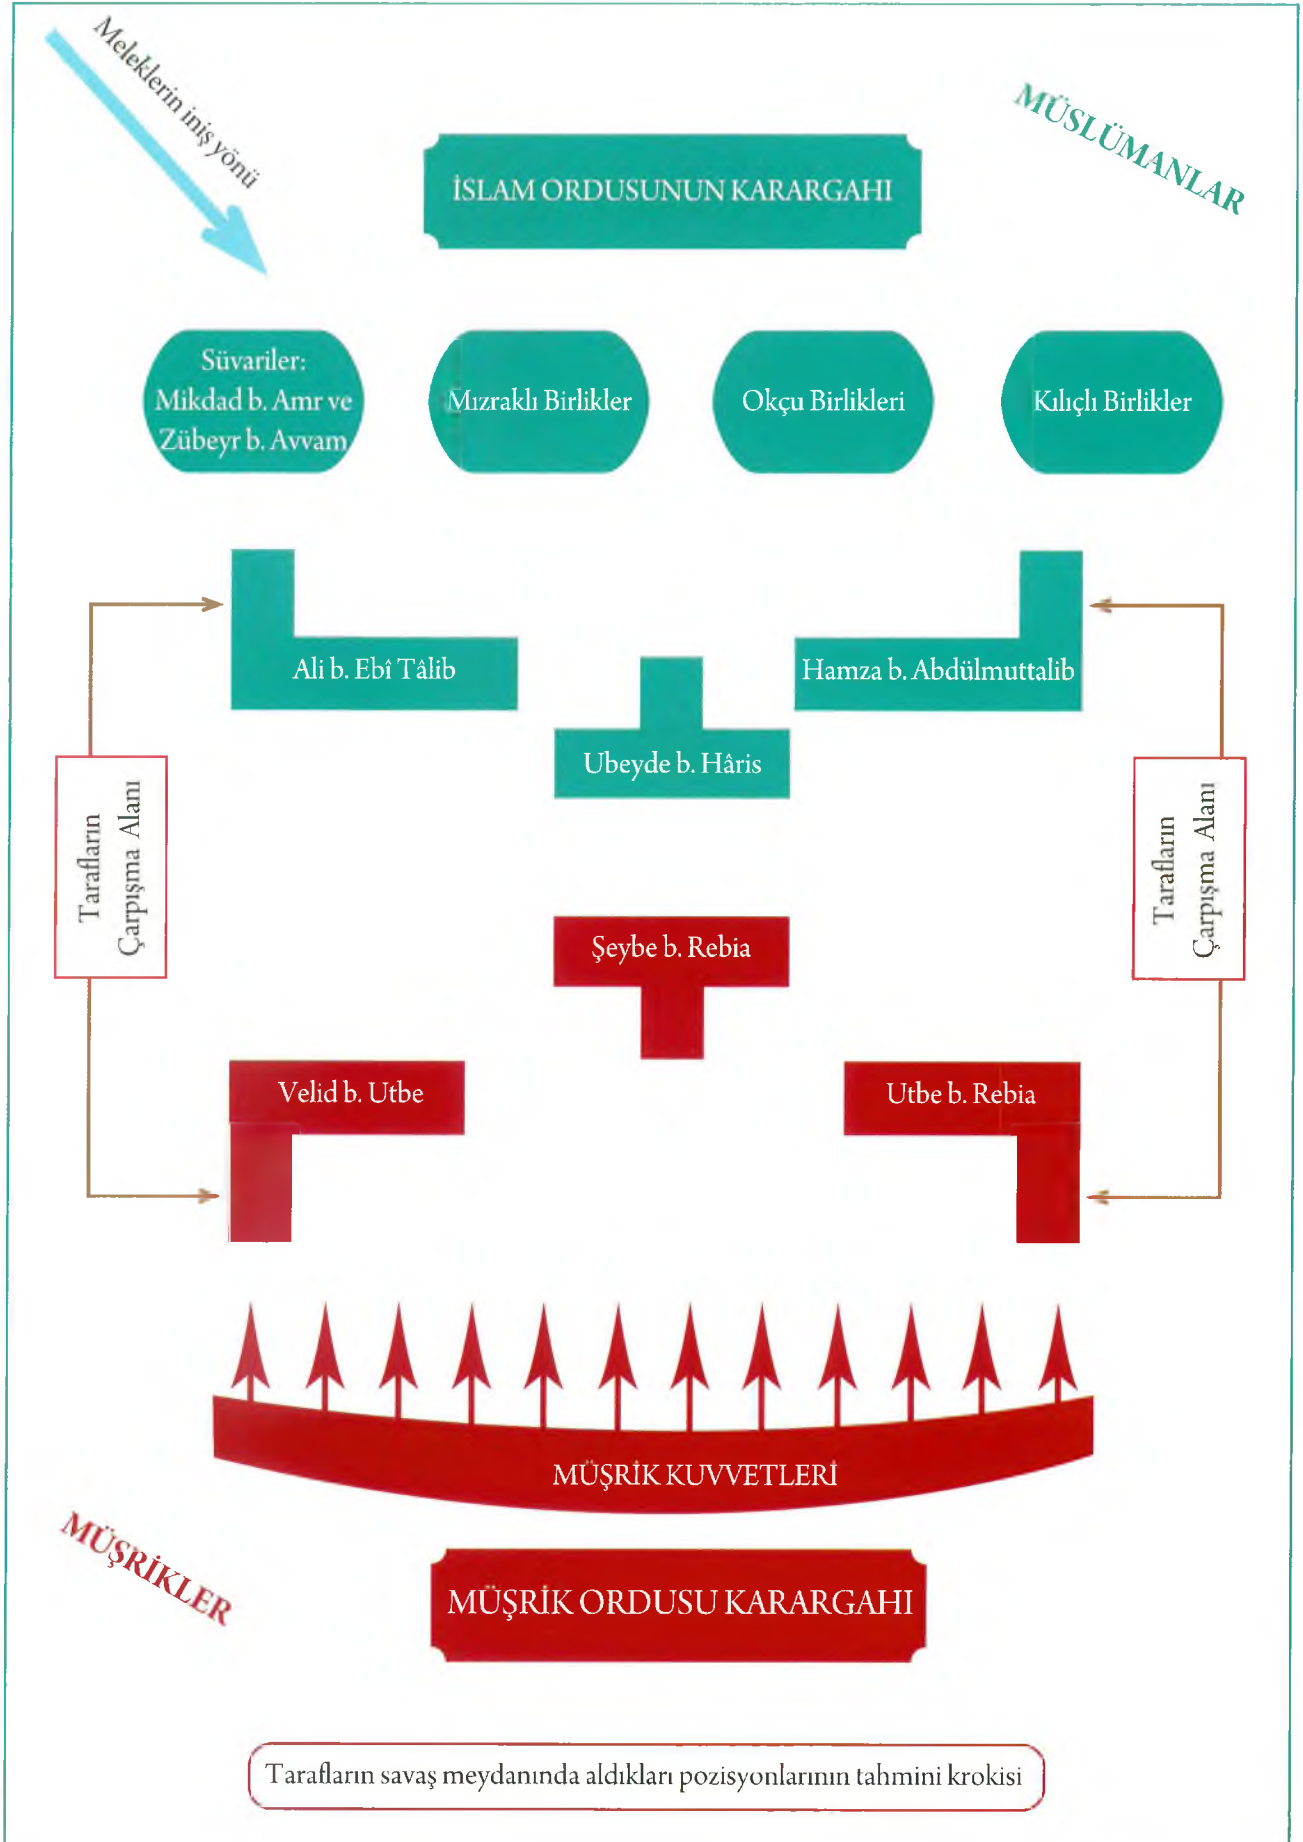 Meleklerin iniş yönü
MÜSLÜMANLAR
İSLAM ORDUSUNUN KARARGAHI
Süvariler:
Mikdad b. Amr ve
Zübeyr b. Avvam
Mızraklı Birlikler
Okçu Birlikleri
Kılıçlı Birlikler
Ali b. Ebî Tâlib
Hamza b. Abdülmuttalib
Ubeyde b. Hâris
Tarafların
Çarpışma Alanı
Tarafların
Çarpışma Alanı
Şeybe b. Rebia
Velid b. Utbe
Utbe b. Rebia
MÜŞRİK KUVVETLERİ
MÜŞRİKLER
MÜŞRİK ORDUSU KARARGAHI
Tarafların savaş meydanında aldıkları pozisyonlarının tahmini krokisi